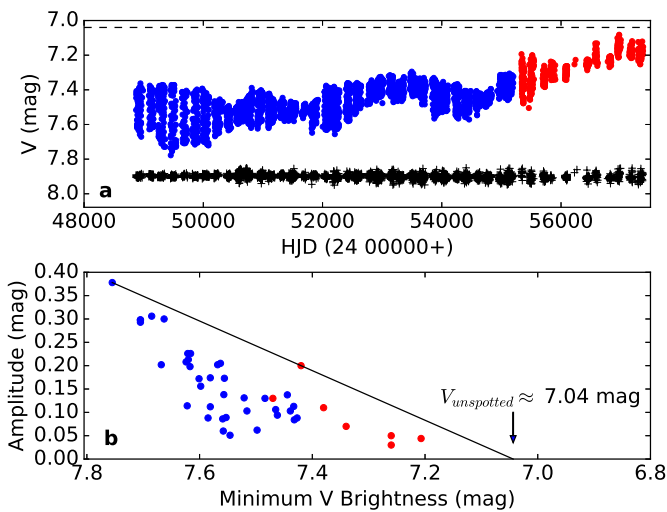 7.0
7.2
7.4
7.6
7.8
8.0
V (mag)
a
48000 50000 52000 54000 56000
HJD (24 00000+)
0.40
0.35
0.30
0.25
0.20
0.15
0.10
0.05
0.00
Amplitude (mag)
V_unspotted ≈ 7.04 mag
b
7.8 7.6 7.4 7.2 7.0 6.8
Minimum V Brightness (mag)